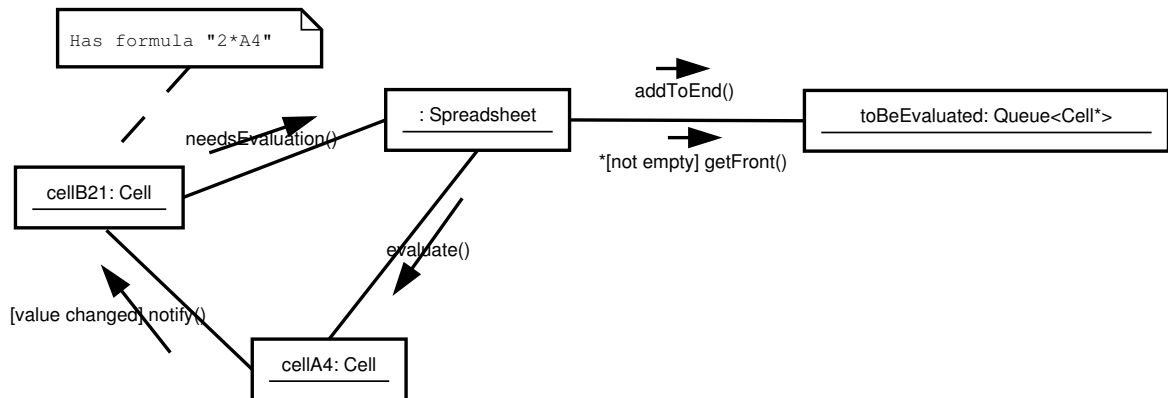 Has formula "2*A4"
addToEnd()
: Spreadsheet
toBeEvaluated: Queue<Cell*>
needsEvaluation()
*[not empty] getFront()
cellB21: Cell
evaluate()
[value changed] notify()
cellA4: Cell